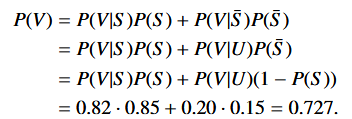 P(V) = P(V|S)P(S) + P(V|S̄)P(S̄)
= P(V|S)P(S) + P(V|U)P(S̄)
= P(V|S)P(S) + P(V|U)(1 − P(S))
= 0.82 · 0.85 + 0.20 · 0.15 = 0.727.